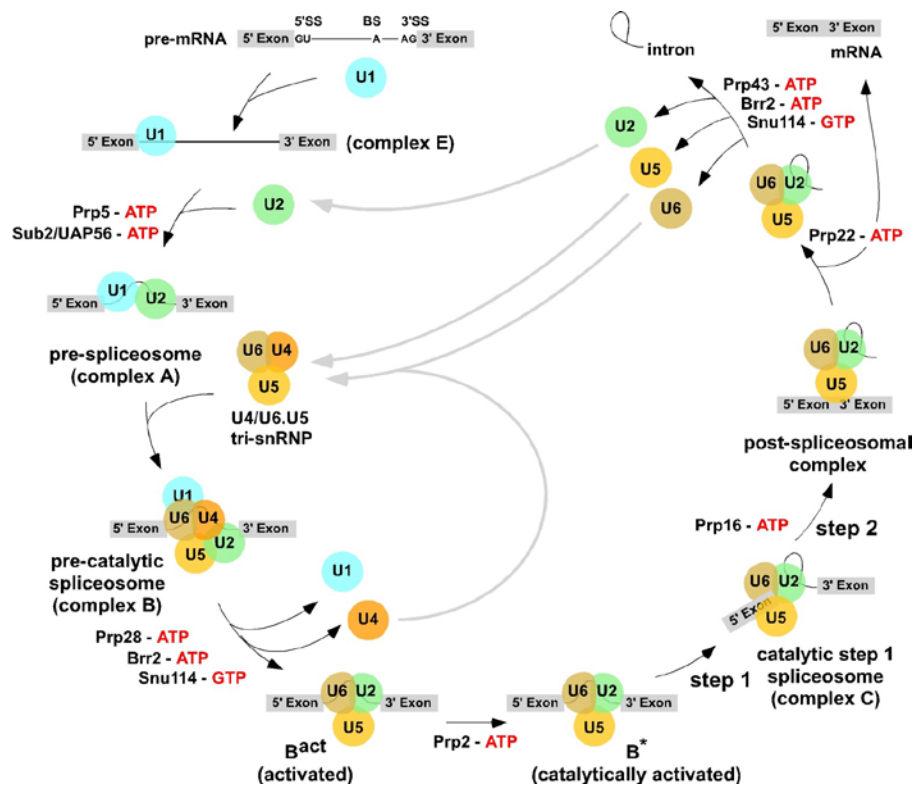 5'SS BS 3'SS
pre-mRNA 5' Exon GU A AG 3' Exon
U1
5' Exon U1 3' Exon
(complex E)
Prp5 - ATP
Sub2/UAP56 - ATP
U2
5' Exon U1 U2 3' Exon
pre-spliceosome
(complex A)
U6 U4
U5
U4/U6.U5
tri-snRNP
U1
5' Exon U6 U4 3' Exon
U5 U2
pre-catalytic
spliceosome
(complex B)
U1
U4
Prp28 - ATP
Brr2 - ATP
Snu114 - GTP
5' Exon U6 U2 3' Exon
U5
Bact
(activated)
Prp2 - ATP
5' Exon U6 U2 3' Exon
U5
B*
(catalytically activated)
step 1
U6 U2 3' Exon
5' Exon U5
catalytic step 1
spliceosome
(complex C)
Prp16 - ATP
step 2
U6 U2
U5
5' Exon 3' Exon
post-spliceosomal
complex
Prp22 - ATP
U6 U2
U5
5' Exon 3' Exon
mRNA
Prp43 - ATP
Brr2 - ATP
Snu114 - GTP
intron
U2
U5
U6